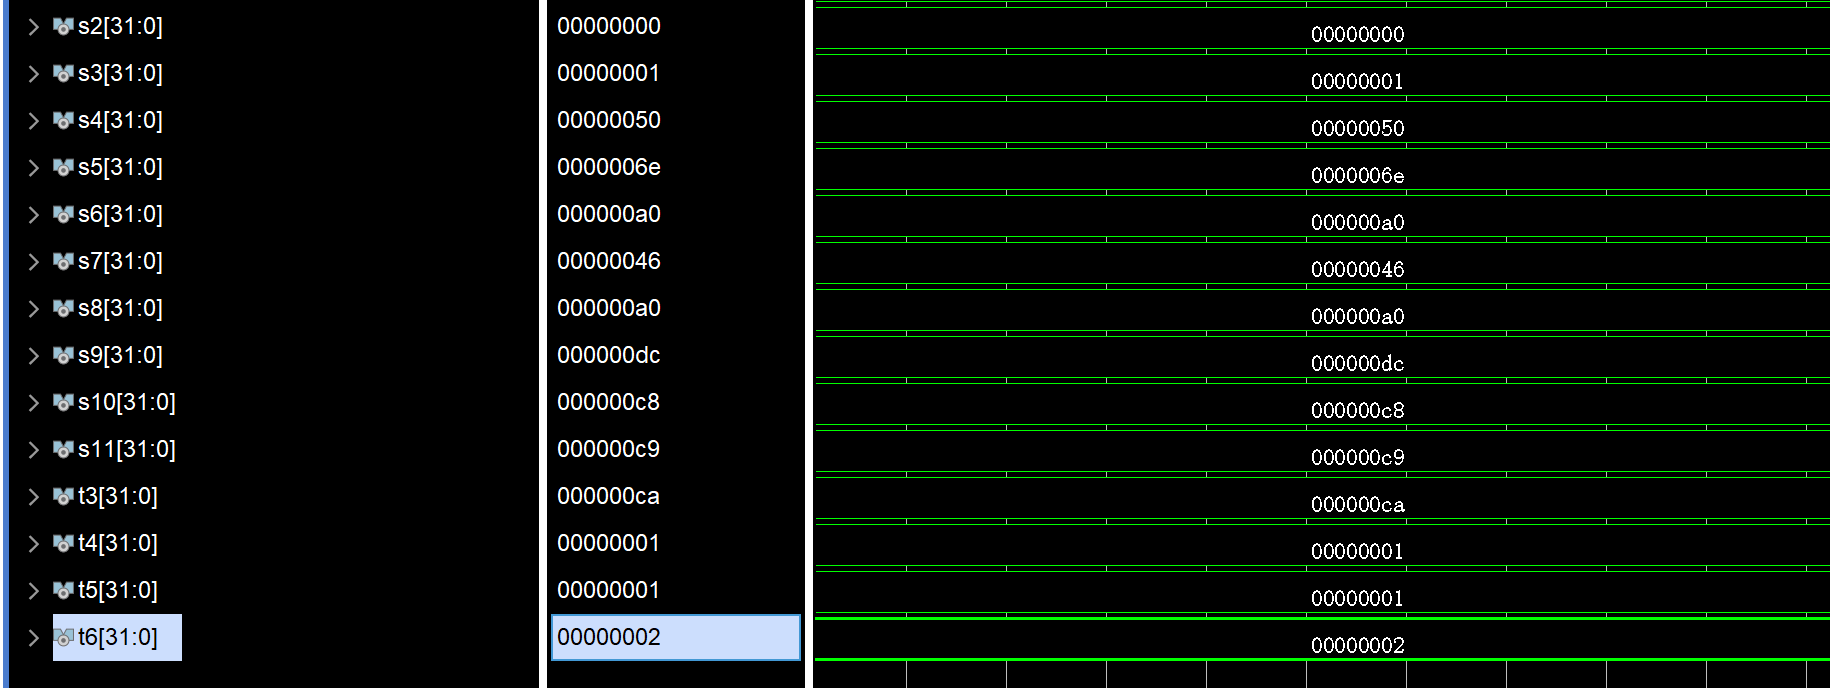 s2[31:0] 00000000 00000000
s3[31:0] 00000001 00000001
s4[31:0] 00000050 00000050
s5[31:0] 0000006e 0000006e
s6[31:0] 000000a0 000000a0
s7[31:0] 00000046 00000046
s8[31:0] 000000a0 000000a0
s9[31:0] 000000dc 000000dc
s10[31:0] 000000c8 000000c8
s11[31:0] 000000c9 000000c9
t3[31:0] 000000ca 000000ca
t4[31:0] 00000001 00000001
t5[31:0] 00000001 00000001
t6[31:0] 00000002 00000002